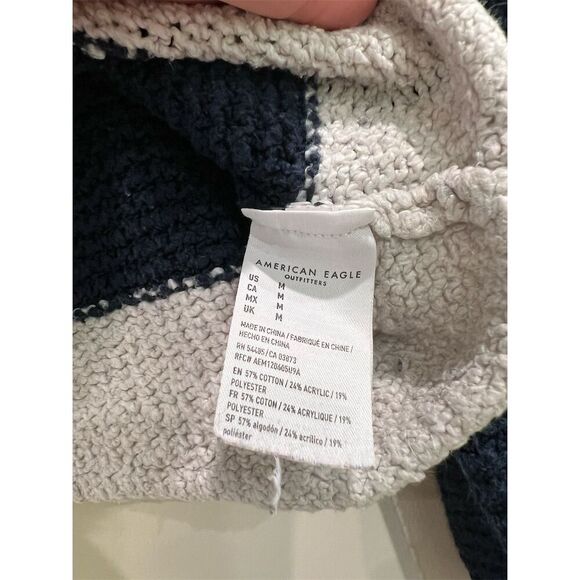 AMERICAN EAGLE
OUTFITTERS
US M
CA M
MX M
UK M
MADE IN CHINA / FABRIQUÉ EN CHINE /
HECHO EN CHINA
RN 54485 / CA 03873
RFC# AEM120605U9A
EN 57% COTTON / 24% ACRYLIC / 19%
POLYESTER
FR 57% COTON / 24% ACRYLIQUE / 19%
POLYESTER
SP 57% algodón / 24% acrílico / 19%
poliéster